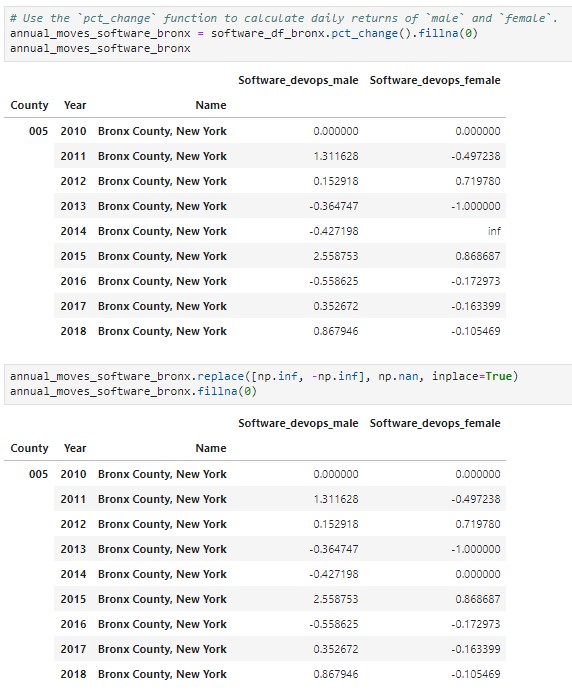 # Use the `pct_change` function to calculate daily returns of `male` and `female`.
annual_moves_software_bronx = software_df_bronx.pct_change().fillna(0)
annual_moves_software_bronx
Software_devops_male Software_devops_female
County Year Name
005 2010 Bronx County, New York 0.000000 0.000000
2011 Bronx County, New York 1.311628 -0.497238
2012 Bronx County, New York 0.152918 0.719780
2013 Bronx County, New York -0.364747 -1.000000
2014 Bronx County, New York -0.427198 inf
2015 Bronx County, New York 2.558753 0.868687
2016 Bronx County, New York -0.558625 -0.172973
2017 Bronx County, New York 0.352672 -0.163399
2018 Bronx County, New York 0.867946 -0.105469
annual_moves_software_bronx.replace([np.inf, -np.inf], np.nan, inplace=True)
annual_moves_software_bronx.fillna(0)
Software_devops_male Software_devops_female
County Year Name
005 2010 Bronx County, New York 0.000000 0.000000
2011 Bronx County, New York 1.311628 -0.497238
2012 Bronx County, New York 0.152918 0.719780
2013 Bronx County, New York -0.364747 -1.000000
2014 Bronx County, New York -0.427198 0.000000
2015 Bronx County, New York 2.558753 0.868687
2016 Bronx County, New York -0.558625 -0.172973
2017 Bronx County, New York 0.352672 -0.163399
2018 Bronx County, New York 0.867946 -0.105469